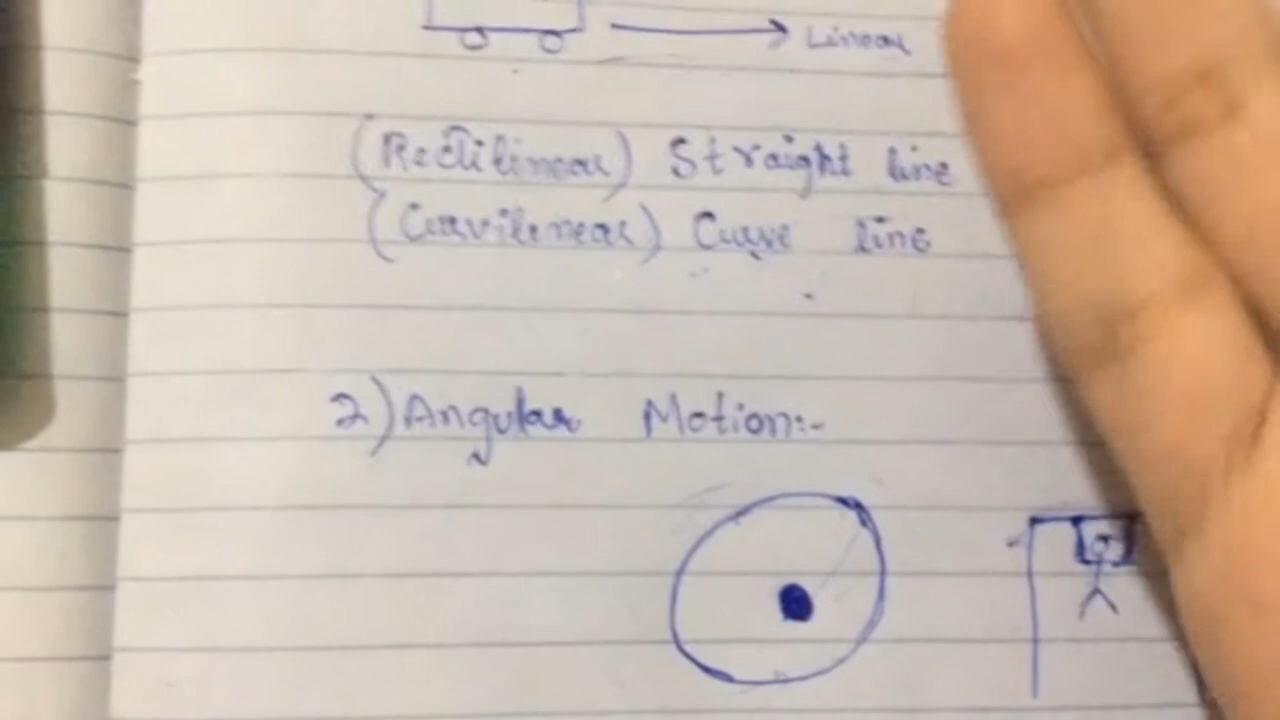 Linear
(Rectilinear) Straight line
(Curvilinear) Curve line
2) Angular Motion:-